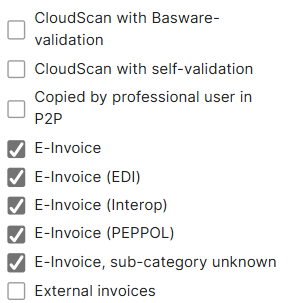 CloudScan with Basware-
validation
CloudScan with self-validation
Copied by professional user in
P2P
E-Invoice
E-Invoice (EDI)
E-Invoice (Interop)
E-Invoice (PEPPOL)
E-Invoice, sub-category unknown
External invoices